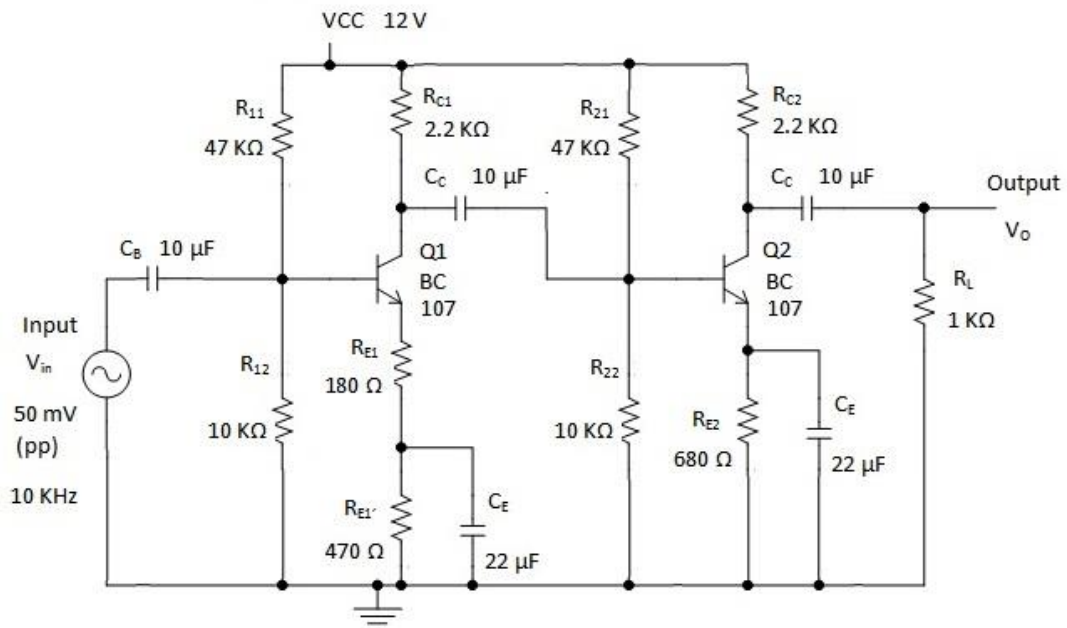 VCC 12 V
R11
47 KΩ
RC1
2.2 KΩ
R21
47 KΩ
RC2
2.2 KΩ
CC 10 µF
CC 10 µF
Output
VO
CB 10 µF
Q1
BC
107
Q2
BC
107
RL
1 KΩ
Input
Vin
50 mV
(pp)
10 KHz
R12
10 KΩ
RE1
180 Ω
R22
10 KΩ
RE2
680 Ω
CE
22 µF
RE1'
470 Ω
CE
22 µF